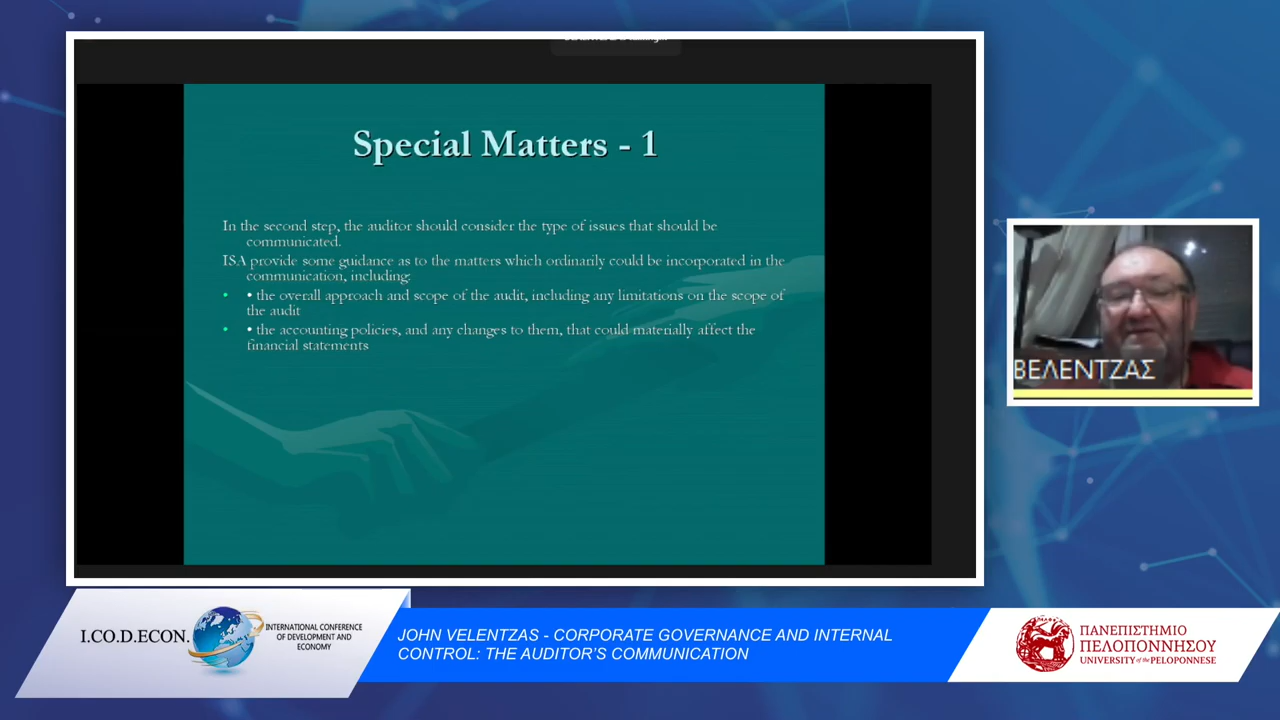 Special Matters - 1
In the second step, the auditor should consider the type of issues that should be
communicated.
ISA provide some guidance as to the matters which ordinarily could be incorporated in the
communication, including:
• • the overall approach and scope of the audit, including any limitations on the scope of
the audit
• • the accounting policies, and any changes to them, that could materially affect the
financial statements
ΒΕΛΕΝΤΖΑΣ
I.CO.D.ECON.
INTERNATIONAL CONFERENCE
OF DEVELOPMENT AND
ECONOMY
JOHN VELENTZAS - CORPORATE GOVERNANCE AND INTERNAL
CONTROL: THE AUDITOR'S COMMUNICATION
ΠΑΝΕΠΙΣΤΗΜΙΟ
ΠΕΛΟΠΟΝΝΗΣΟΥ
UNIVERSITY of the PELOPONNESE